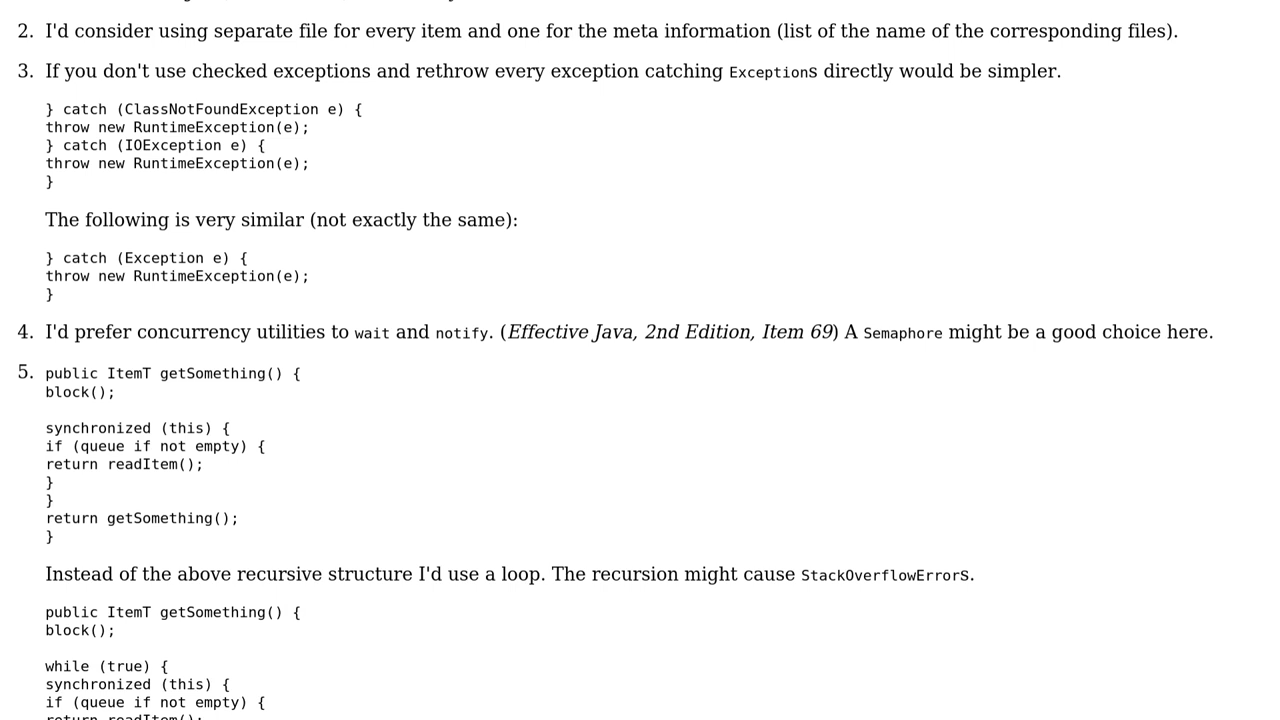 2. I'd consider using separate file for every item and one for the meta information (list of the name of the corresponding files).
3. If you don't use checked exceptions and rethrow every exception catching Exceptions directly would be simpler.
} catch (ClassNotFoundException e) {
throw new RuntimeException(e);
} catch (IOException e) {
throw new RuntimeException(e);
}
The following is very similar (not exactly the same):
} catch (Exception e) {
throw new RuntimeException(e);
}
4. I'd prefer concurrency utilities to wait and notify. (Effective Java, 2nd Edition, Item 69) A Semaphore might be a good choice here.
5. public ItemT getSomething() {
block();
synchronized (this) {
if (queue if not empty) {
return readItem();
}
}
return getSomething();
}
Instead of the above recursive structure I'd use a loop. The recursion might cause StackOverflowErrors.
public ItemT getSomething() {
block();
while (true) {
synchronized (this) {
if (queue if not empty) {
return readItem();